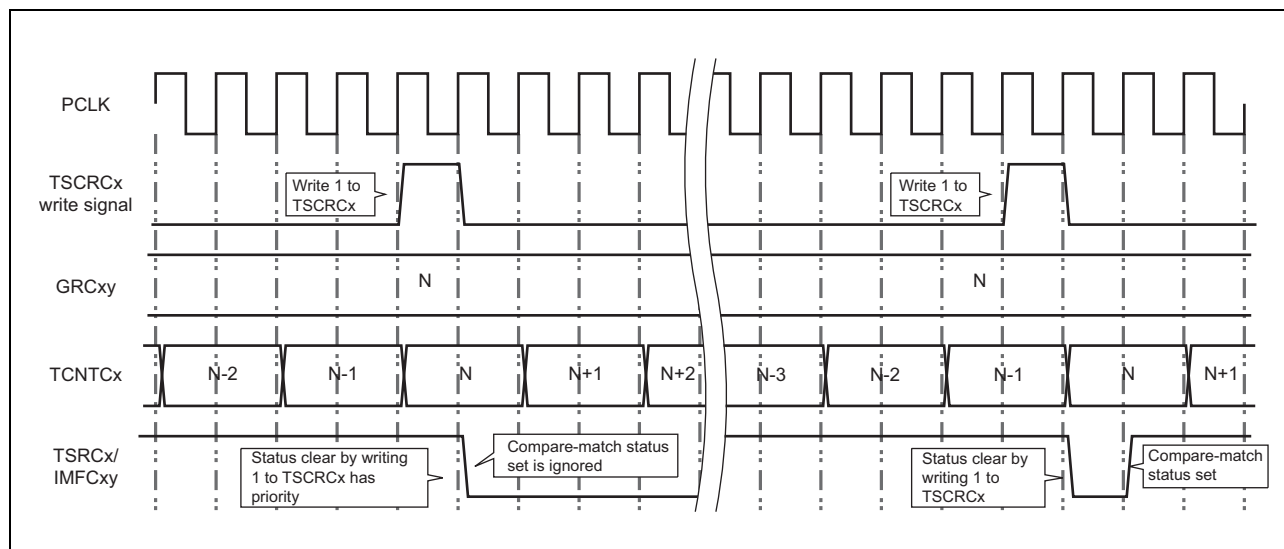 PCLK
TSCRCx
write signal
Write 1 to
TSCRCx
Write 1 to
TSCRCx
GRCxy
N
N
TCNTCx
N-2
N-1
N
N+1
N+2
N-3
N-2
N-1
N
N+1
TSRCx/
IMFCxy
Status clear by writing
1 to TSCRCx has
priority
Compare-match status
set is ignored
Status clear by
writing 1 to
TSCRCx
Compare-match
status set